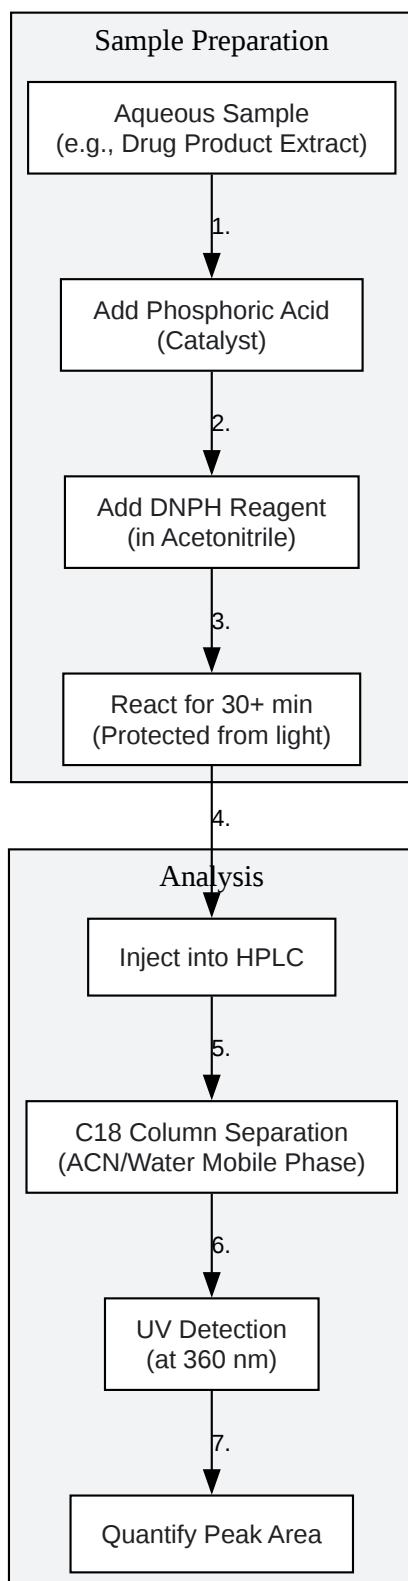 Sample Preparation
Aqueous Sample
(e.g., Drug Product Extract)
1.
Add Phosphoric Acid
(Catalyst)
2.
Add DNPH Reagent
(in Acetonitrile)
3.
React for 30+ min
(Protected from light)
4.
Analysis
Inject into HPLC
5.
C18 Column Separation
(ACN/Water Mobile Phase)
6.
UV Detection
(at 360 nm)
7.
Quantify Peak Area